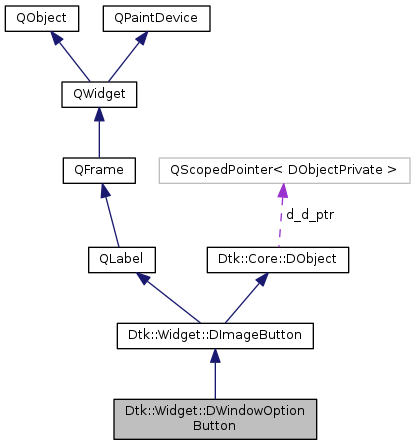 QObject
QPaintDevice
QWidget
QFrame
QScopedPointer< DObjectPrivate >
d_d_ptr
QLabel
Dtk::Core::DObject
Dtk::Widget::DImageButton
Dtk::Widget::DWindowOption
Button